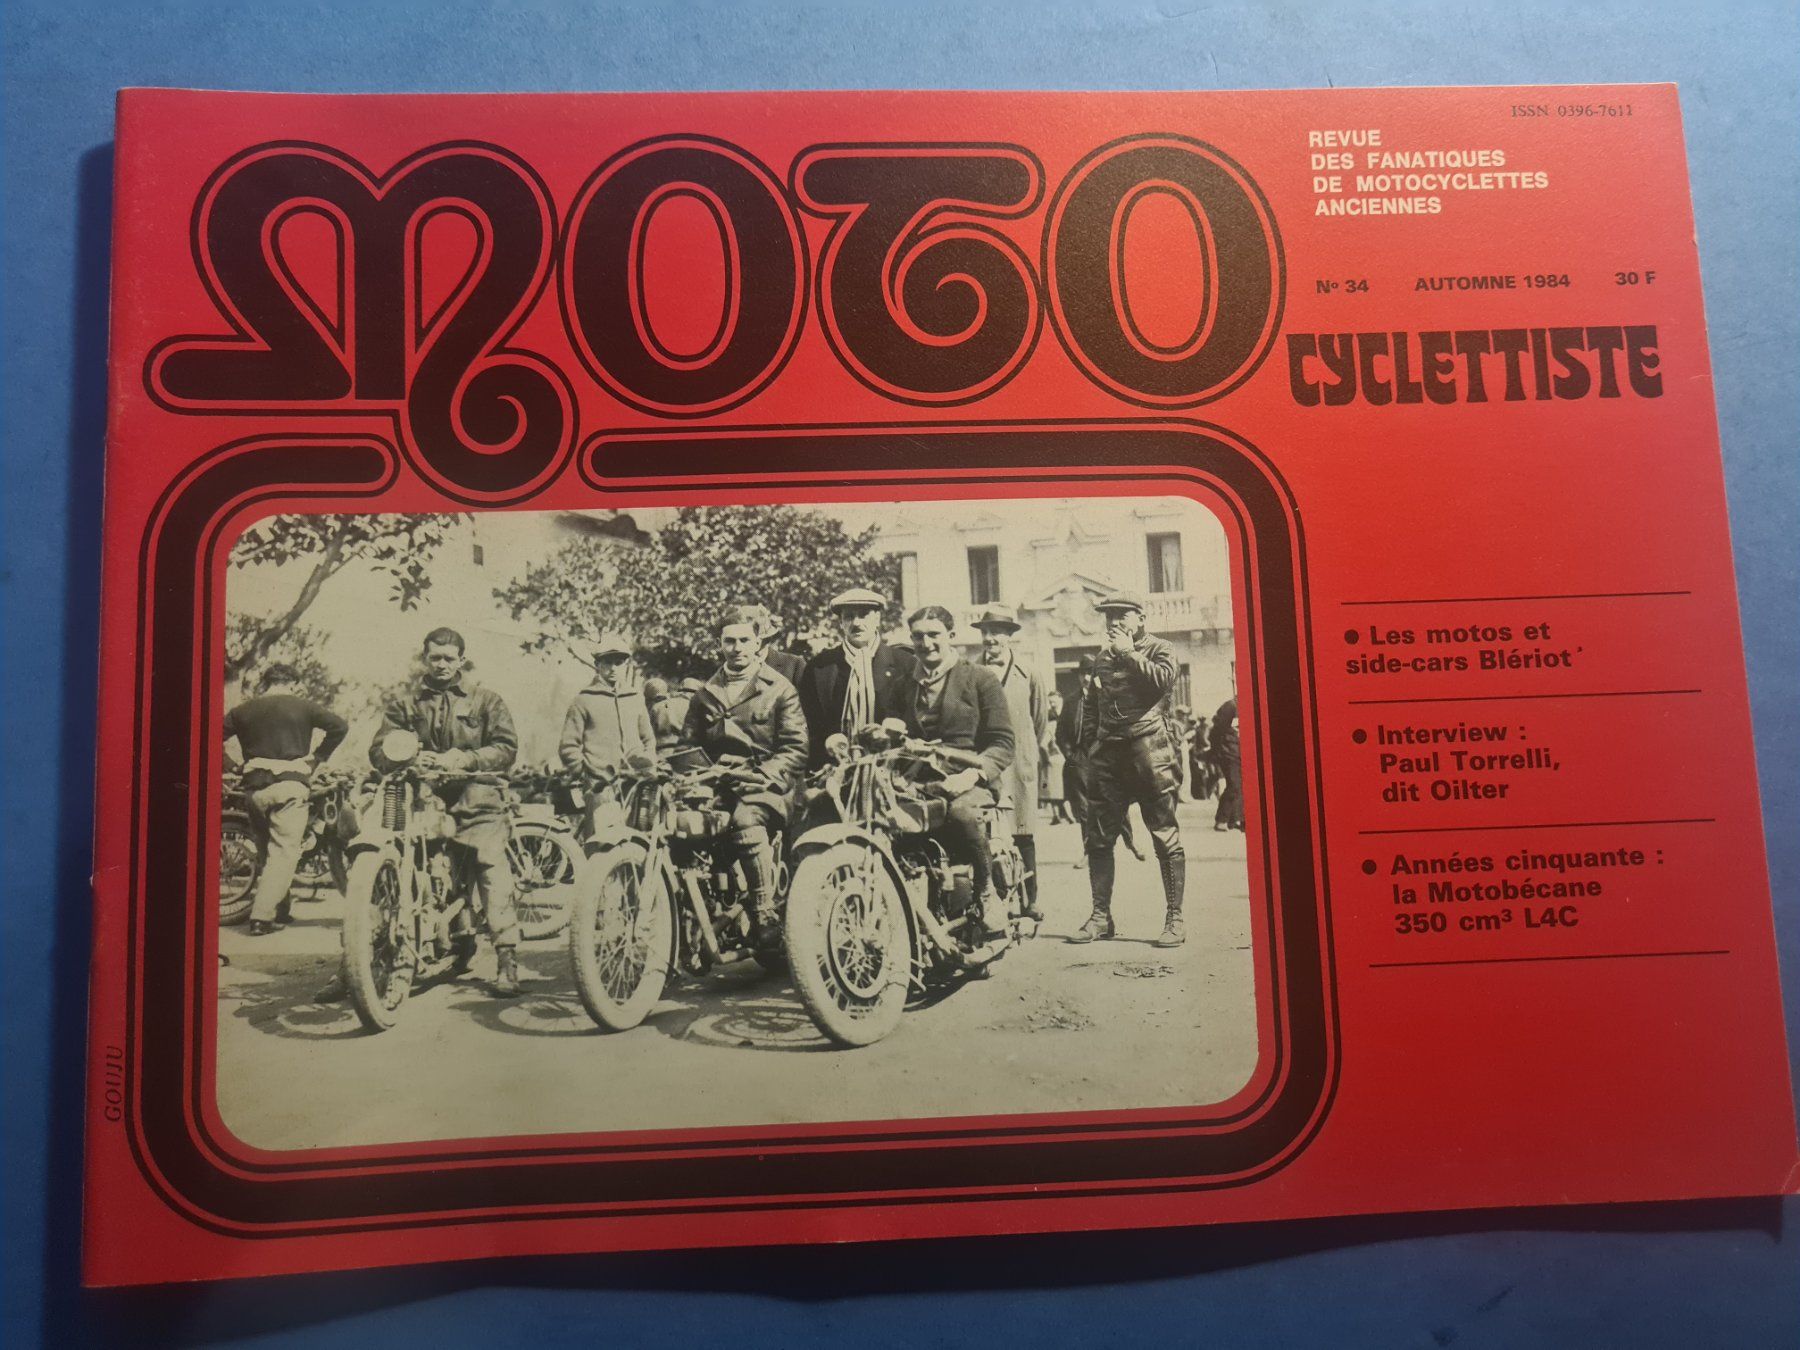 ISSN 0396-7611
MOTO
REVUE
DES FANATIQUES
DE MOTOCYCLETTES
ANCIENNES
Nº 34 AUTOMNE 1984 30 F
CYCLETTISTE
● Les motos et
side-cars Blériot
● Interview :
Paul Torrelli,
dit Oilter
● Années cinquante :
la Motobécane
350 cm³ L4C
GOUJU